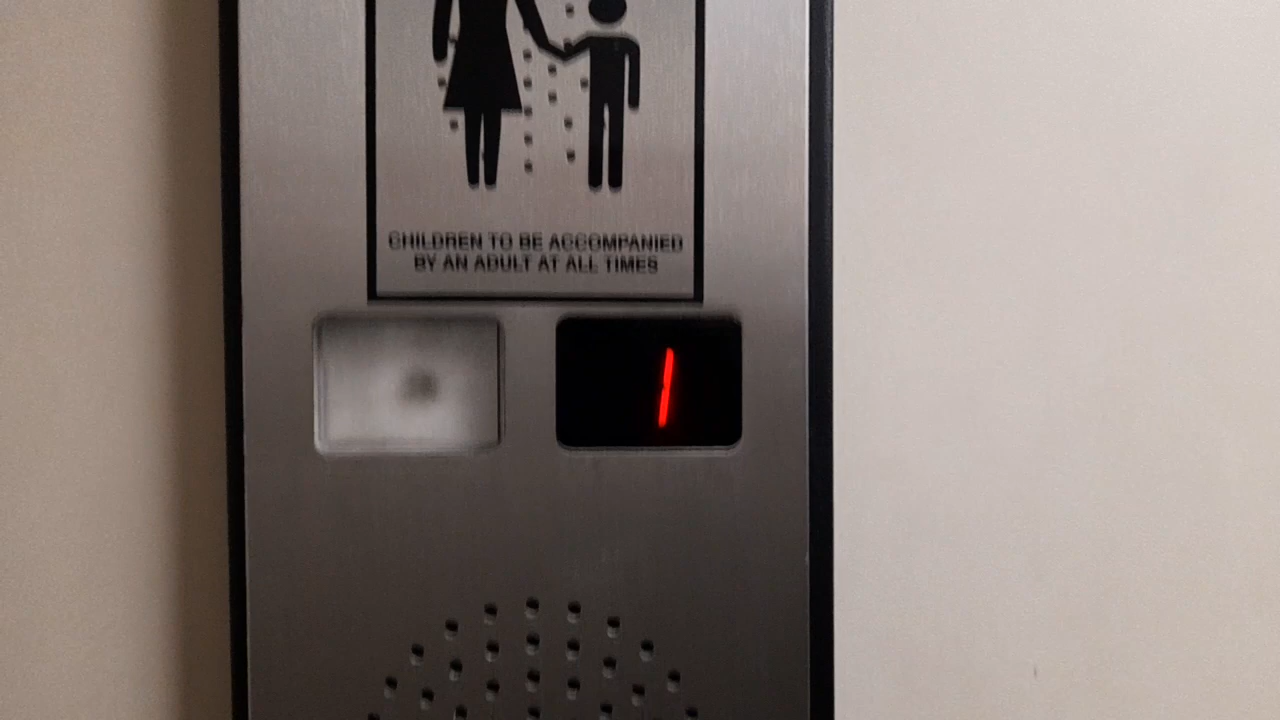 CHILDREN TO BE ACCOMPANIED
BY AN ADULT AT ALL TIMES
1